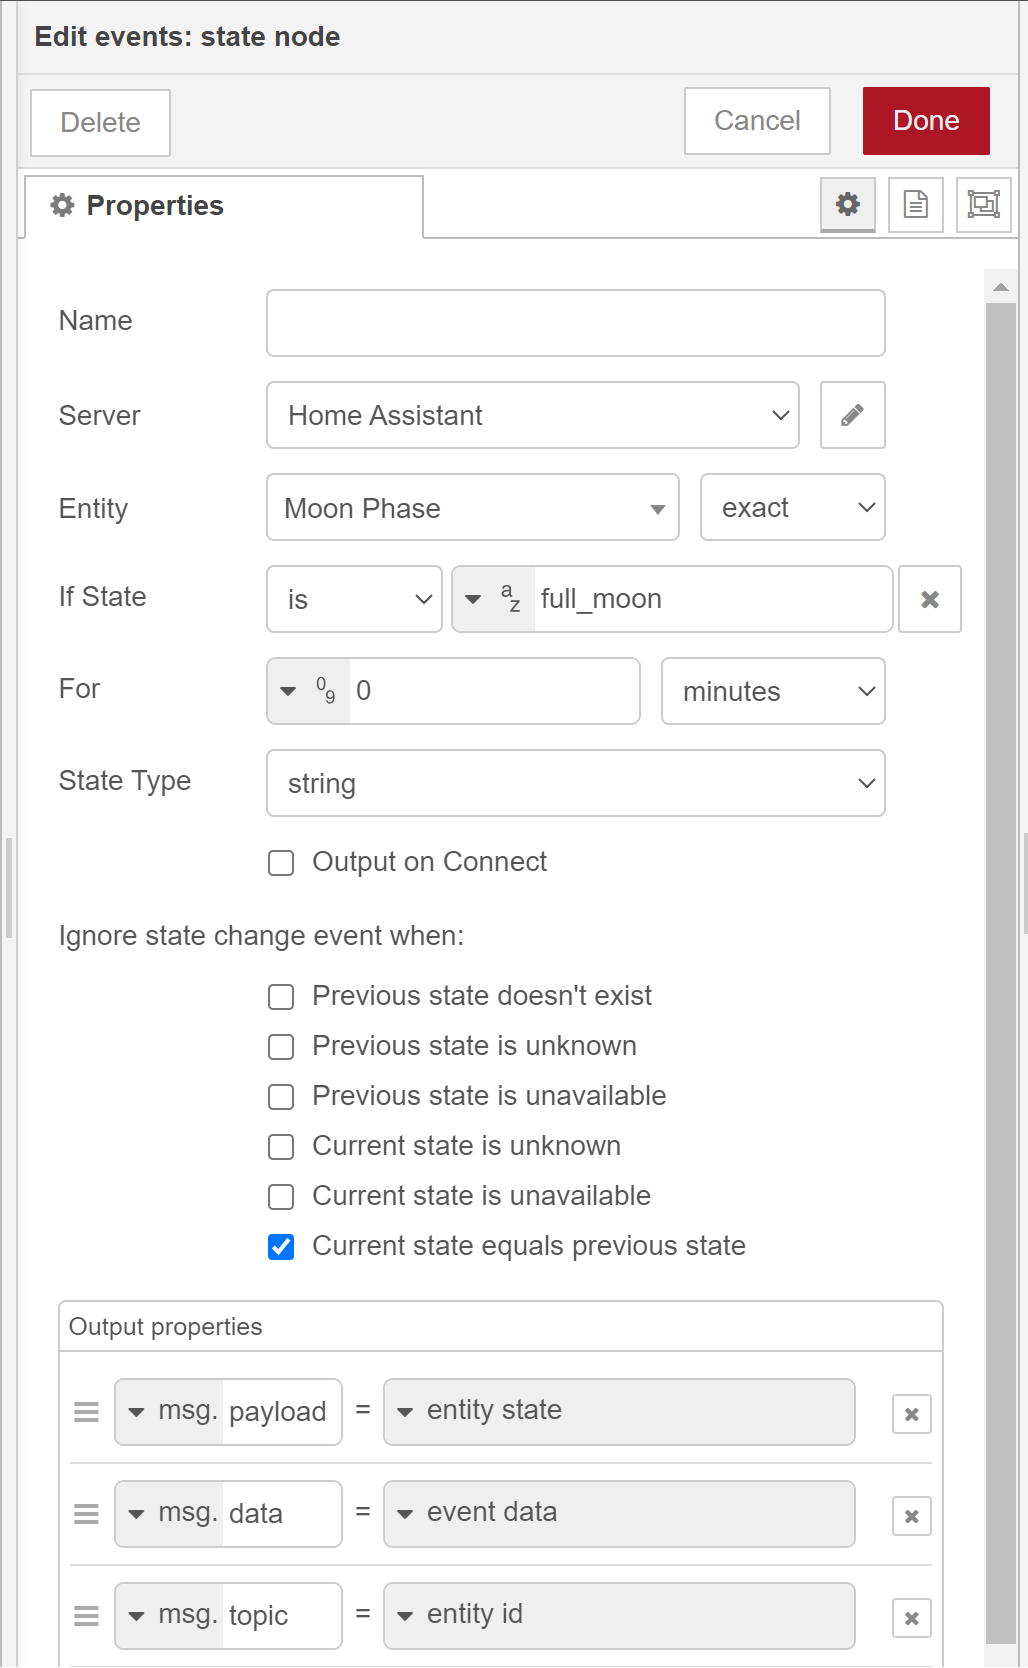 Edit events: state node
Delete
Cancel
Done
Properties
Name
Server
Home Assistant
Entity
Moon Phase
exact
If State
is
az
full_moon
For
09
0
minutes
State Type
string
Output on Connect
Ignore state change event when:
Previous state doesn't exist
Previous state is unknown
Previous state is unavailable
Current state is unknown
Current state is unavailable
Current state equals previous state
Output properties
msg. payload = entity state
msg. data = event data
msg. topic = entity id